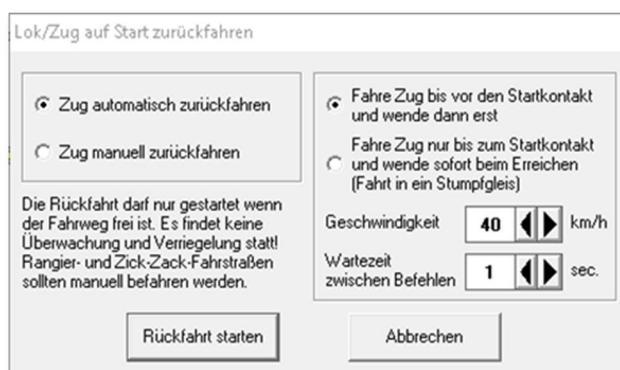 Lok/Zug auf Start zurückfahren
Zug automatisch zurückfahren
Zug manuell zurückfahren
Die Rückfahrt darf nur gestartet wenn
der Fahrweg frei ist. Es findet keine
Überwachung und Verriegelung statt!
Rangier- und Zick-Zack-Fahrstraßen
sollten manuell befahren werden.
Fahre Zug bis vor den Startkontakt
und wende dann erst
Fahre Zug nur bis zum Startkontakt
und wende sofort beim Erreichen
(Fahrt in ein Stumpfgleis)
Geschwindigkeit 40 km/h
Wartezeit
zwischen Befehlen 1 sec.
Rückfahrt starten
Abbrechen